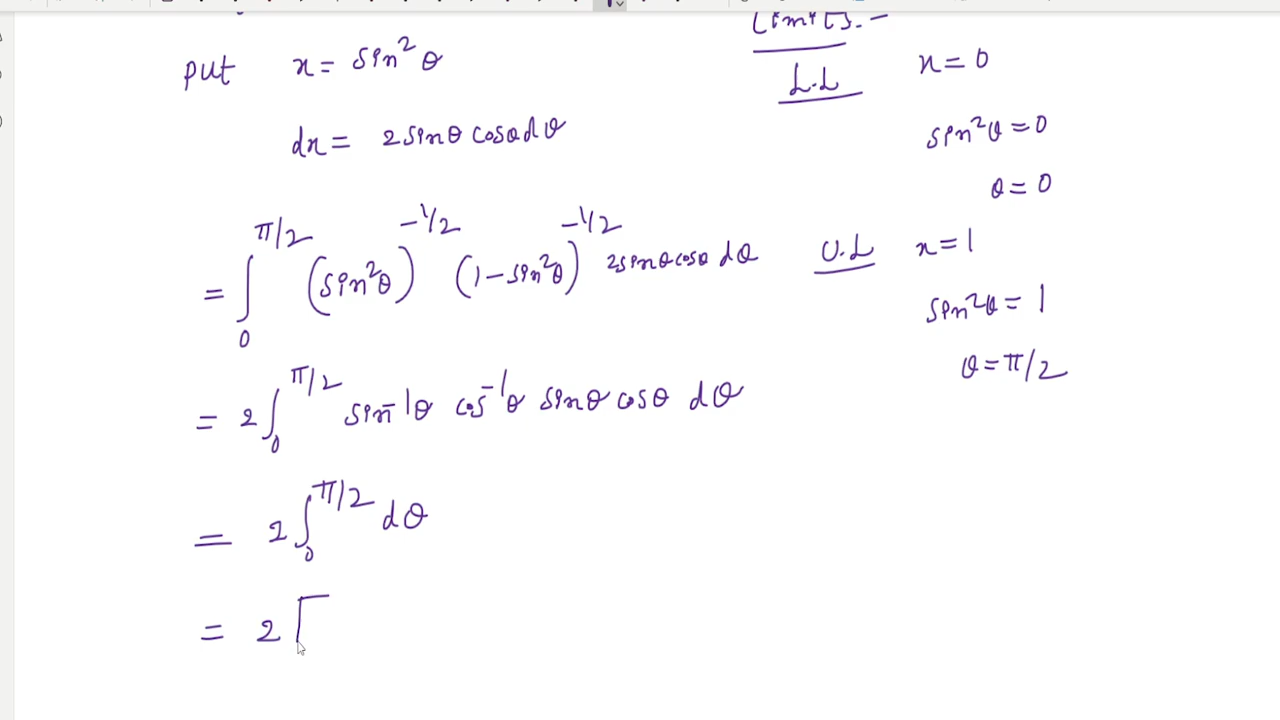 Limits:-
put x = sin²θ
dx = 2sinθ cosθ dθ
= ∫₀^π/2 (sin²θ)^-1/2 (1-sin²θ)^-1/2 2sinθcosθ dθ
= 2∫₀^π/2 sin⁻¹θ cos⁻¹θ sinθ cosθ dθ
= 2∫₀^π/2 dθ
= 2[
L.L x = 0
sin²θ = 0
θ = 0
U.L x = 1
sin²θ = 1
θ = π/2